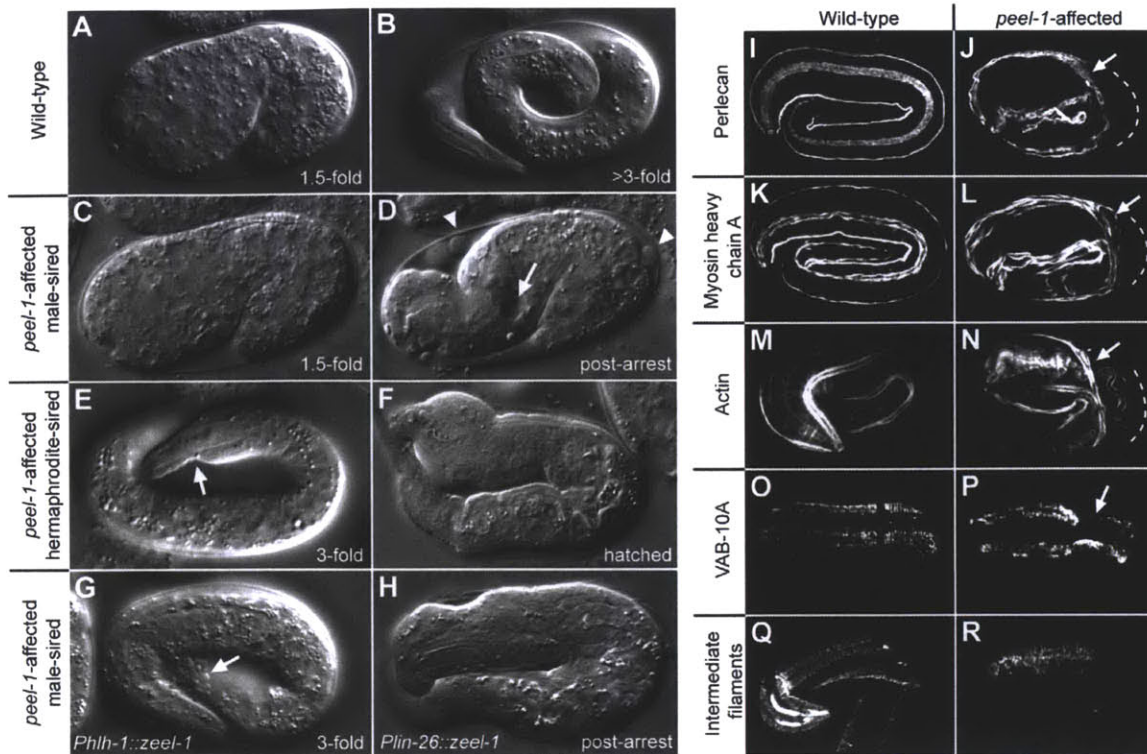 Wild-type
A
1.5-fold
B
>3-fold
peel-1-affected
male-sired
C
1.5-fold
D
post-arrest
peel-1-affected
hermaphrodite-sired
E
3-fold
F
hatched
peel-1-affected
male-sired
G
Phlh-1::zeel-1
3-fold
H
Plin-26::zeel-1
post-arrest
Wild-type
peel-1-affected
Perlecan
I
J
Myosin heavy
chain A
K
L
Actin
M
N
VAB-10A
O
P
Intermediate
filaments
Q
R